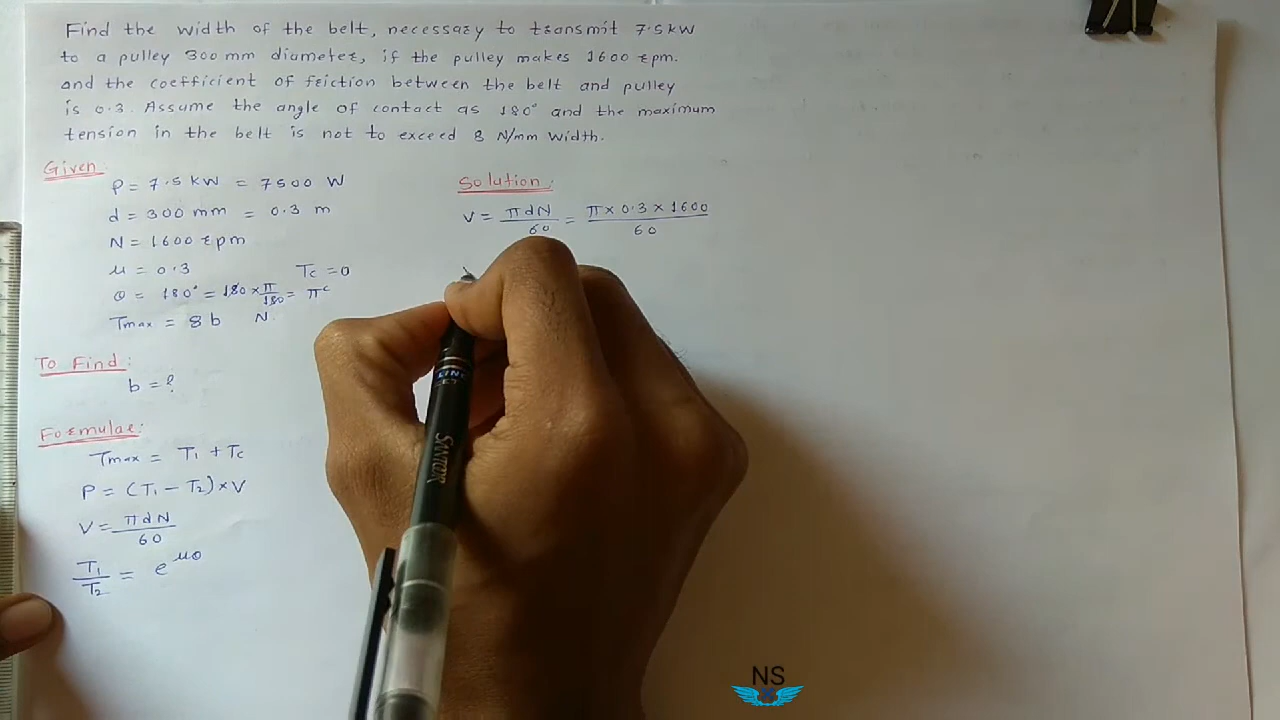 Find the width of the belt, necessary to transmit 7.5kW
to a pulley 300 mm diameter, if the pulley makes 1600 rpm.
and the coefficient of friction between the belt and pulley
is 0.3. Assume the angle of contact as 180° and the maximum
tension in the belt is not to exceed 8 N/mm width.
Given:
P = 7.5 KW = 7500 W
d = 300 mm = 0.3 m
N = 1600 rpm
μ = 0.3 Tc = 0
θ = 180° = 180 × π/180 = π^c
Tmax = 8 b N
To Find:
b = ?
Formulae:
Tmax = T1 + Tc
P = (T1 - T2) × V
V = πdN/60
T1/T2 = e^μθ
Solution:
V = πdN/60 = π × 0.3 × 1600/60
SANTOR
NS